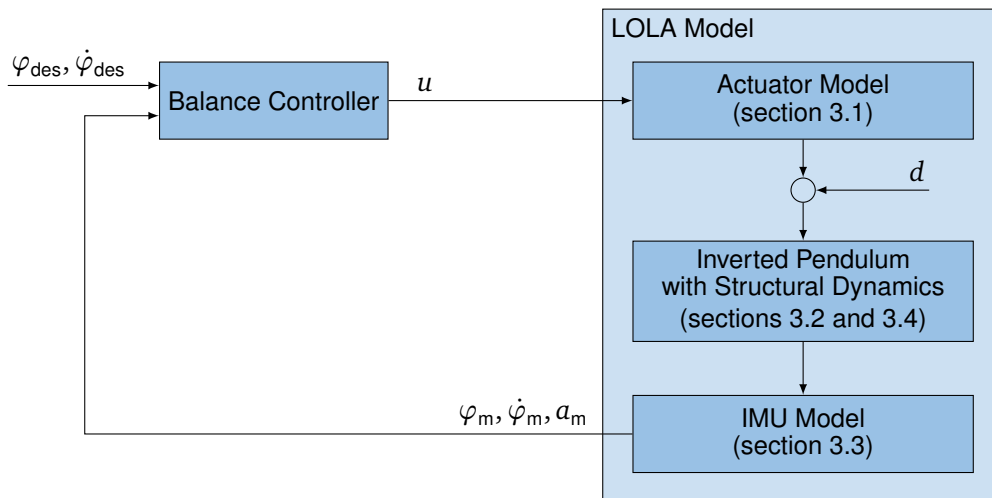 LOLA Model
φdes, φ̇des
Balance Controller
u
Actuator Model
(section 3.1)
d
Inverted Pendulum
with Structural Dynamics
(sections 3.2 and 3.4)
φm, φ̇m, am
IMU Model
(section 3.3)